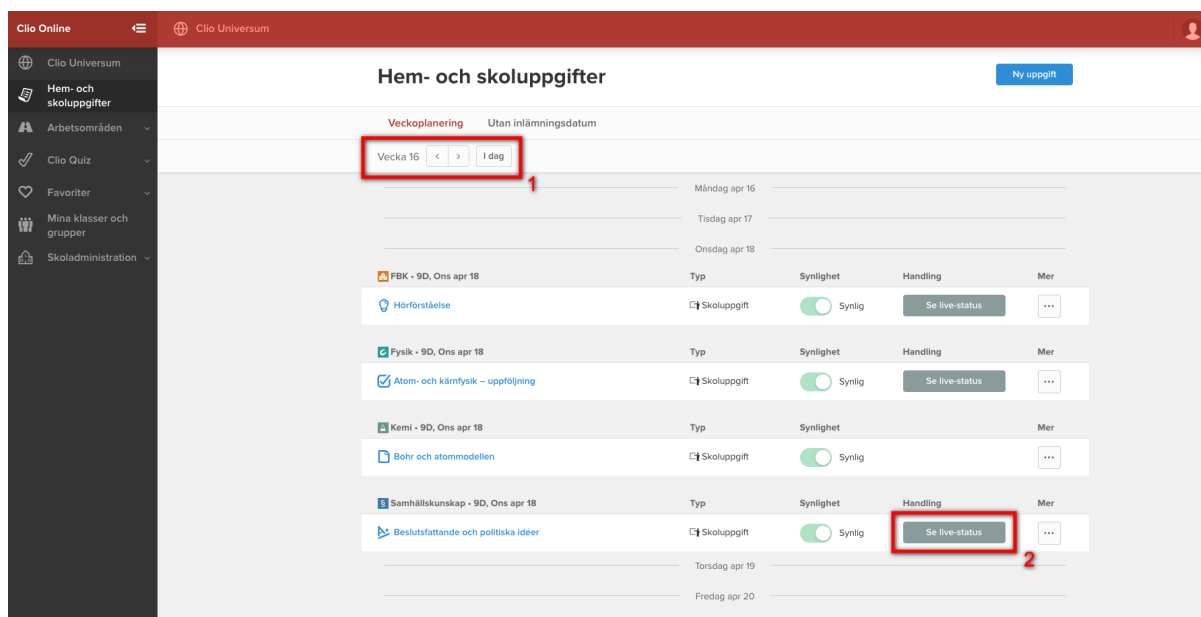 Clio Online
Clio Universum
Clio Universum
Hem- och
skoluppgifter
Arbetsområden
Clio Quiz
Favoriter
Mina klasser och
grupper
Skoladministration
Hem- och skoluppgifter
Ny uppgift
Veckoplanering Utan inlämningsdatum
Vecka 16 < > I dag
1
Måndag apr 16
Tisdag apr 17
Onsdag apr 18
FBK • 9D, Ons apr 18 Typ Synlighet Handling Mer
Hörförståelse Skoluppgift Synlig Se live-status ...
Fysik • 9D, Ons apr 18 Typ Synlighet Handling Mer
Atom- och kärnfysik – uppföljning Skoluppgift Synlig Se live-status ...
Kemi • 9D, Ons apr 18 Typ Synlighet Mer
Bohr och atommodellen Skoluppgift Synlig ...
§ Samhällskunskap • 9D, Ons apr 18 Typ Synlighet Handling Mer
Beslutsfattande och politiska idéer Skoluppgift Synlig Se live-status ...
2
Torsdag apr 19
Fredag apr 20